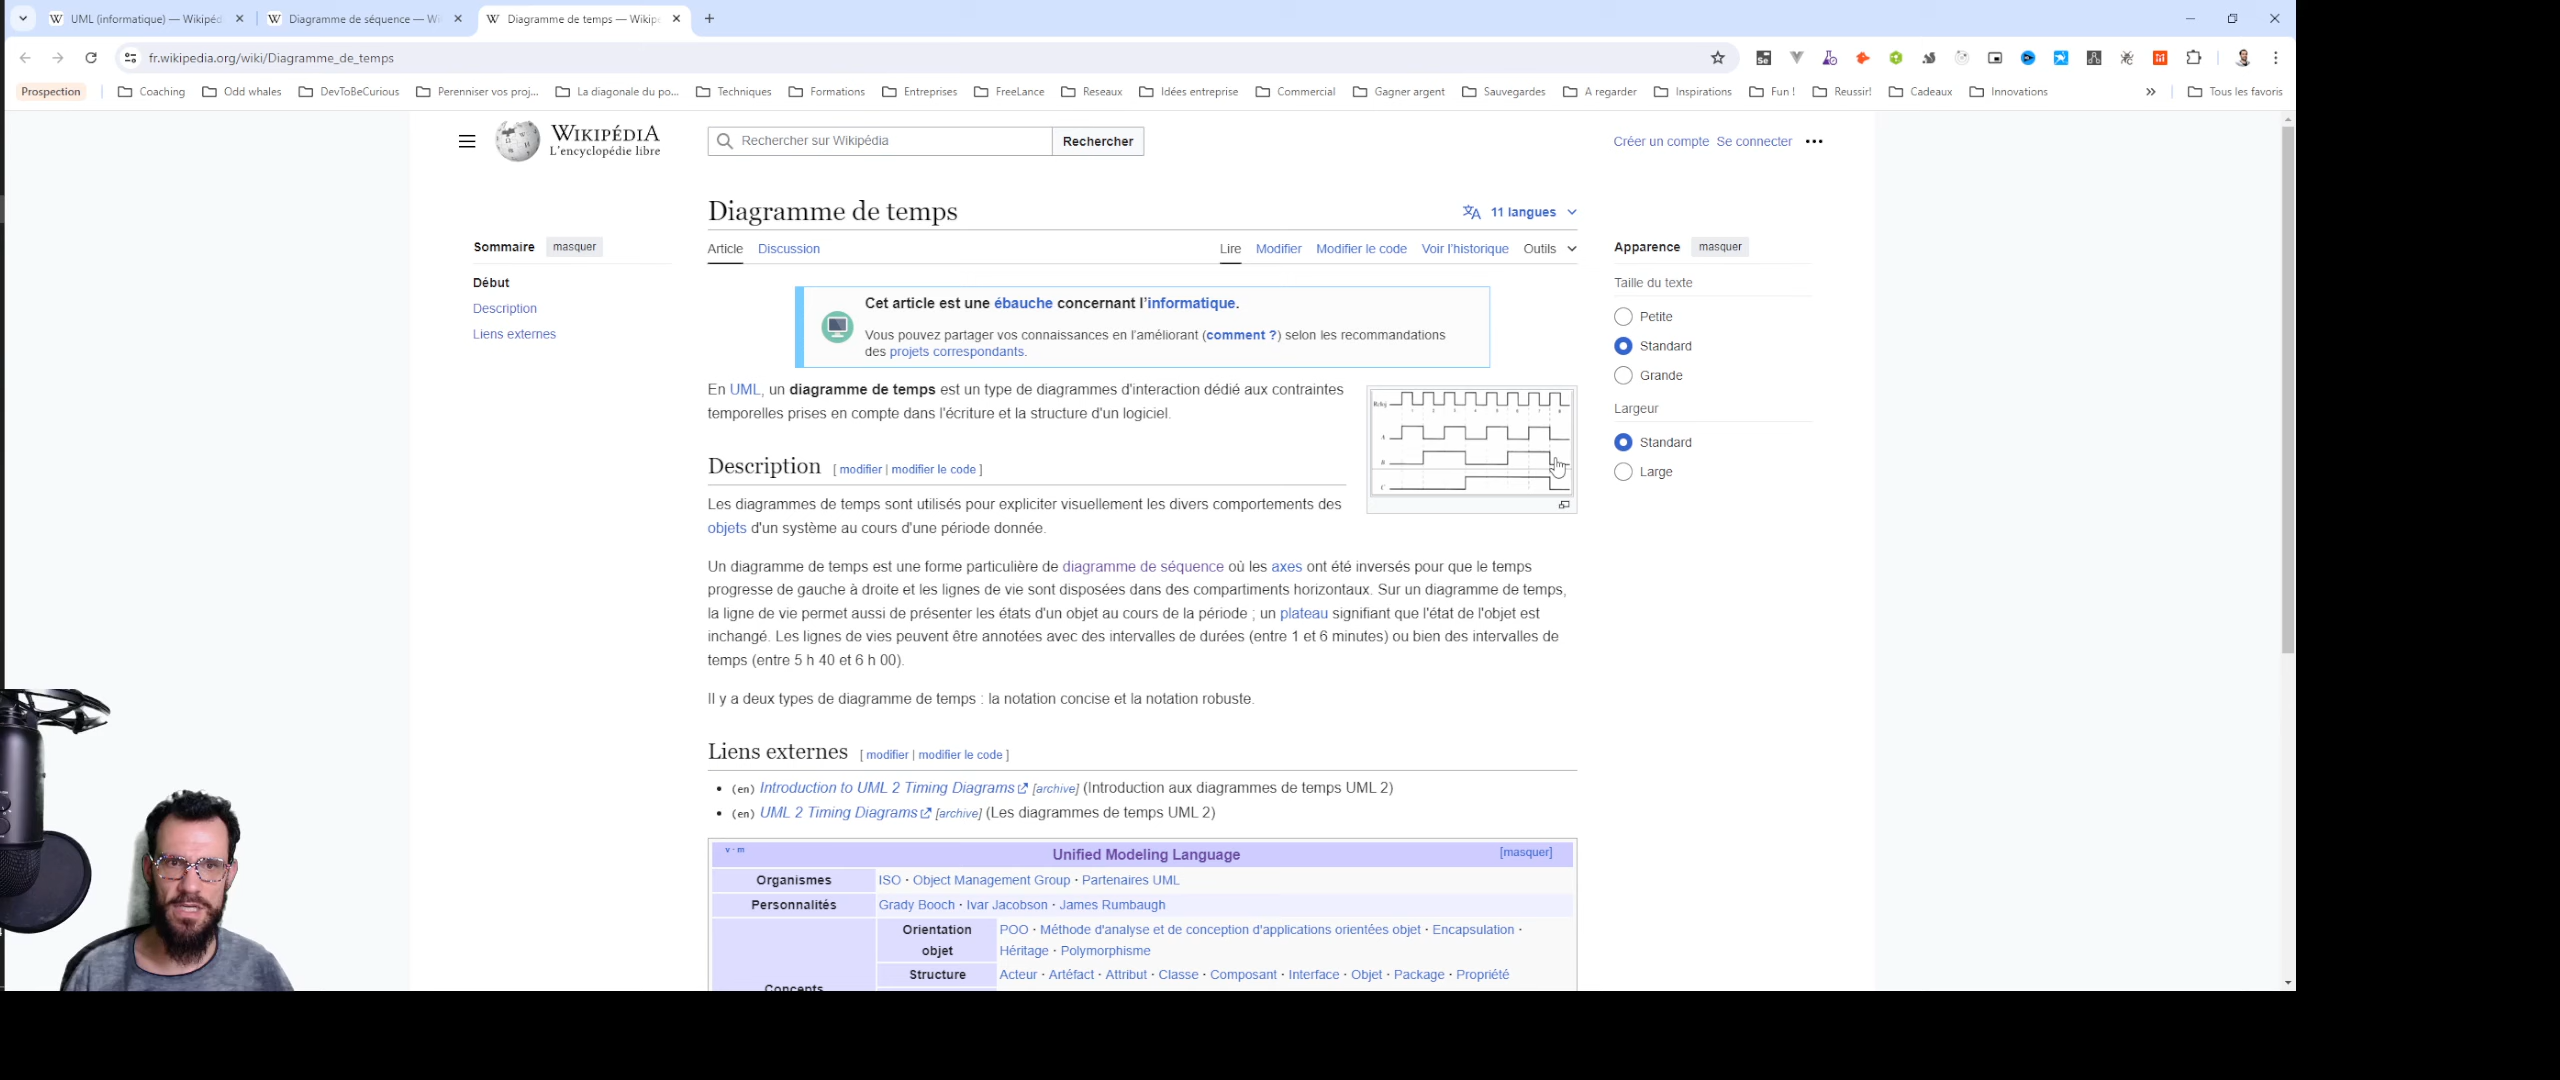 UML (informatique) — Wikipéd
Diagramme de séquence — Wi
Diagramme de temps — Wikip
fr.wikipedia.org/wiki/Diagramme_de_temps
Prospection
Coaching
Odd whales
DevToBeCurious
Perenniser vos proj...
La diagonale du po...
Techniques
Formations
Entreprises
FreeLance
Reseaux
Idées entreprise
Commercial
Gagner argent
Sauvegardes
A regarder
Inspirations
Fun !
Reussir!
Cadeaux
Innovations
Tous les favoris
WIKIPÉDIA
L'encyclopédie libre
Rechercher sur Wikipédia
Rechercher
Créer un compte Se connecter
Diagramme de temps
11 langues
Sommaire masquer
Article Discussion
Lire Modifier Modifier le code Voir l'historique Outils
Apparence masquer
Début
Description
Liens externes
Taille du texte
Petite
Standard
Grande
Largeur
Standard
Large
Cet article est une ébauche concernant l'informatique.
Vous pouvez partager vos connaissances en l'améliorant (comment ?) selon les recommandations
des projets correspondants.
En UML, un diagramme de temps est un type de diagrammes d'interaction dédié aux contraintes
temporelles prises en compte dans l'écriture et la structure d'un logiciel.
Description [ modifier | modifier le code ]
Les diagrammes de temps sont utilisés pour expliciter visuellement les divers comportements des
objets d'un système au cours d'une période donnée.
Un diagramme de temps est une forme particulière de diagramme de séquence où les axes ont été inversés pour que le temps
progresse de gauche à droite et les lignes de vie sont disposées dans des compartiments horizontaux. Sur un diagramme de temps,
la ligne de vie permet aussi de présenter les états d'un objet au cours de la période ; un plateau signifiant que l'état de l'objet est
inchangé. Les lignes de vies peuvent être annotées avec des intervalles de durées (entre 1 et 6 minutes) ou bien des intervalles de
temps (entre 5 h 40 et 6 h 00).
Il y a deux types de diagramme de temps : la notation concise et la notation robuste.
Liens externes [ modifier | modifier le code ]
• (en) Introduction to UML 2 Timing Diagrams [archive] (Introduction aux diagrammes de temps UML 2)
• (en) UML 2 Timing Diagrams [archive] (Les diagrammes de temps UML 2)
v · m Unified Modeling Language [masquer]
Organismes ISO · Object Management Group · Partenaires UML
Personnalités Grady Booch · Ivar Jacobson · James Rumbaugh
Orientation
objet
POO · Méthode d'analyse et de conception d'applications orientées objet · Encapsulation ·
Héritage · Polymorphisme
Structure Acteur · Artéfact · Attribut · Classe · Composant · Interface · Objet · Package · Propriété
Concepts